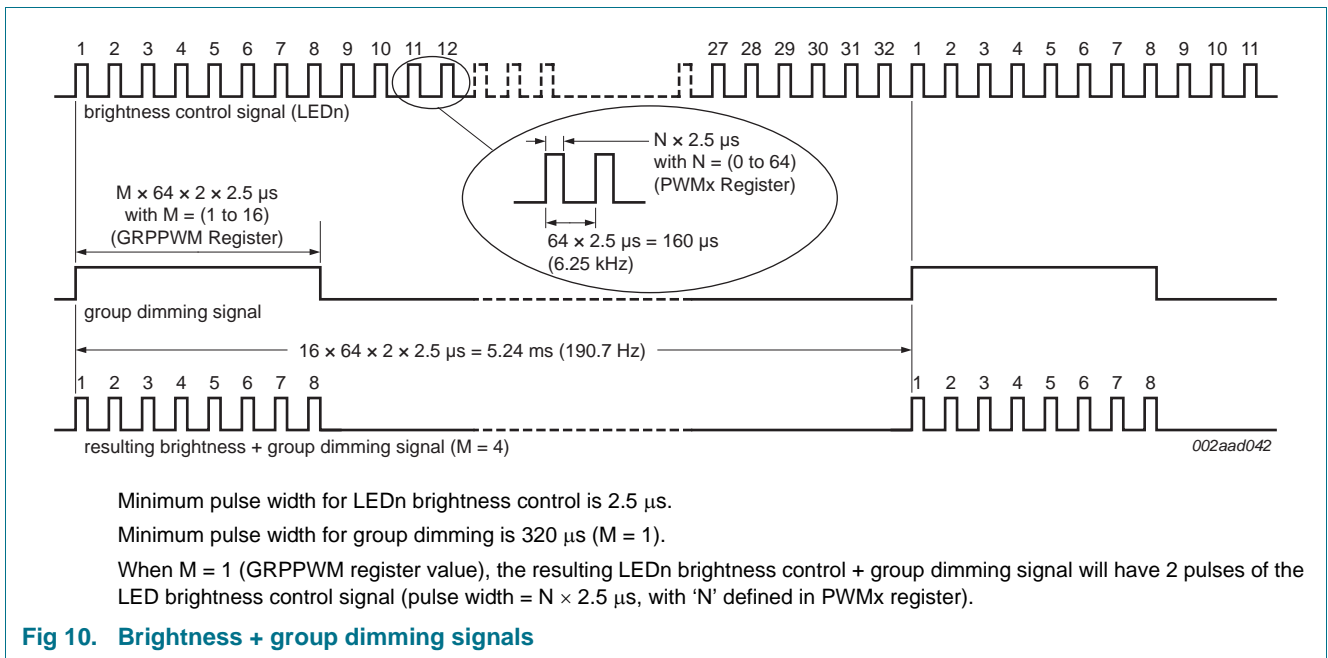 1 2 3 4 5 6 7 8 9 10 11 12 27 28 29 30 31 32 1 2 3 4 5 6 7 8 9 10 11
brightness control signal (LEDn)
N × 2.5 μs
with N = (0 to 64)
(PWMx Register)
64 × 2.5 μs = 160 μs
(6.25 kHz)
M × 64 × 2 × 2.5 μs
with M = (1 to 16)
(GRPPWM Register)
group dimming signal
16 × 64 × 2 × 2.5 μs = 5.24 ms (190.7 Hz)
1 2 3 4 5 6 7 8 1 2 3 4 5 6 7 8
resulting brightness + group dimming signal (M = 4)
002aad042
Minimum pulse width for LEDn brightness control is 2.5 μs.
Minimum pulse width for group dimming is 320 μs (M = 1).
When M = 1 (GRPPWM register value), the resulting LEDn brightness control + group dimming signal will have 2 pulses of the
LED brightness control signal (pulse width = N × 2.5 μs, with ‘N’ defined in PWMx register).
Fig 10. Brightness + group dimming signals